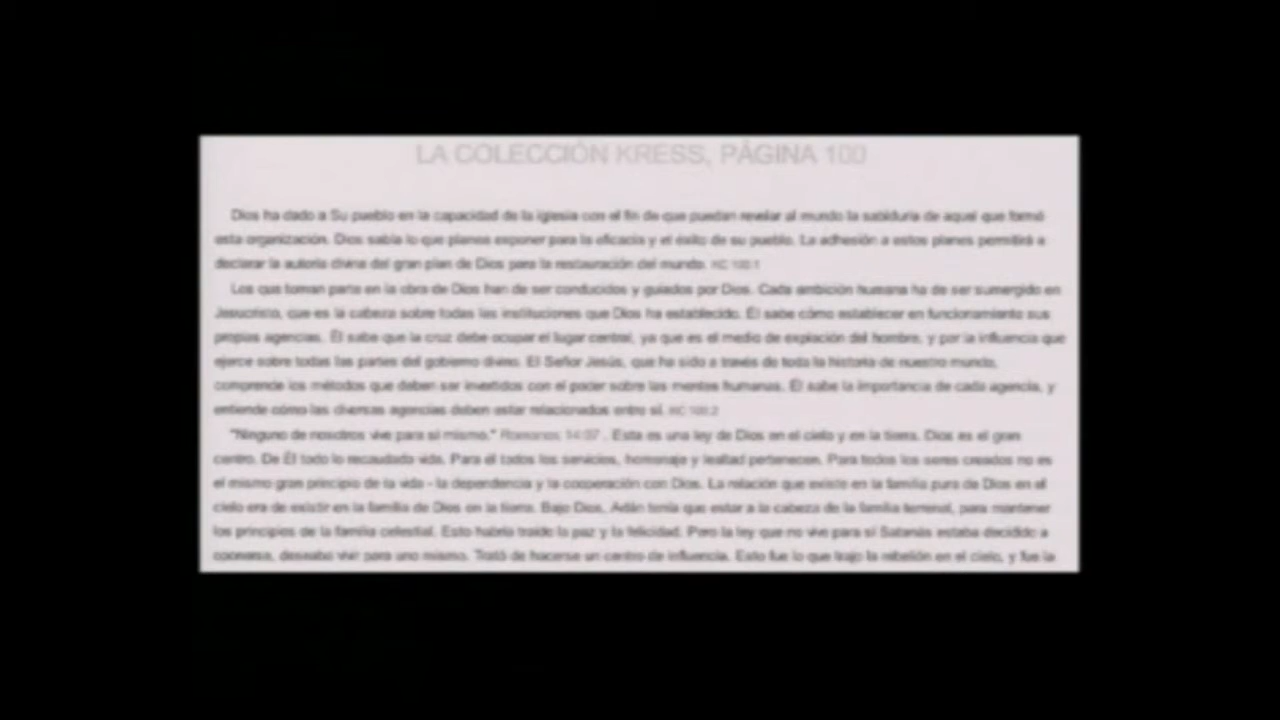 LA COLECCIÓN KRESS, PÁGINA 100
Dios ha dado a Su pueblo en la capacidad de la iglesia con el fin de que puedan revelar al mundo la sabiduría de aquel que formó
esta organización. Dios sabía lo que planea exponer para la eficacia y el éxito de su pueblo. La adhesión a estos planes permitirá a
declarar la autoría divina del gran plan de Dios para la restauración del mundo. KC 100.1
Los que toman parte en la obra de Dios han de ser conducidos y guiados por Dios. Cada ambición humana ha de ser sumergido en
Jesucristo, que es la cabeza sobre todas las instituciones que Dios ha establecido. Él sabe cómo establecer en funcionamiento sus
propias agencias. Él sabe que la cruz debe ocupar el lugar central, ya que es el medio de expiación del hombre, y por la influencia que
ejerce sobre todas las partes del gobierno divino. El Señor Jesús, que ha sido a través de toda la historia de nuestro mundo,
comprende los métodos que deben ser invertidos con el poder sobre las mentes humanas. Él sabe la importancia de cada agencia, y
entiende cómo las diversas agencias deben estar relacionados entre sí. KC 100.2
"Ninguno de nosotros vive para sí mismo." Romanos 14:07 . Esta es una ley de Dios en el cielo y en la tierra. Dios es el gran
centro. De Él todo lo recaudado vida. Para él todos los servicios, homenaje y lealtad pertenecen. Para todos los seres creados no es
el mismo gran principio de la vida - la dependencia y la cooperación con Dios. La relación que existe en la familia pura de Dios en el
cielo era de existir en la familia de Dios en la tierra. Bajo Dios, Adán tenía que estar a la cabeza de la familia terrenal, para mantener
los principios de la familia celestial. Esto habría traído la paz y la felicidad. Pero la ley que no vive para sí Satanás estaba decidido a
oponerse, deseaba vivir para uno mismo. Trató de hacerse un centro de influencia. Esto fue lo que trajo la rebelión en el cielo, y fue la